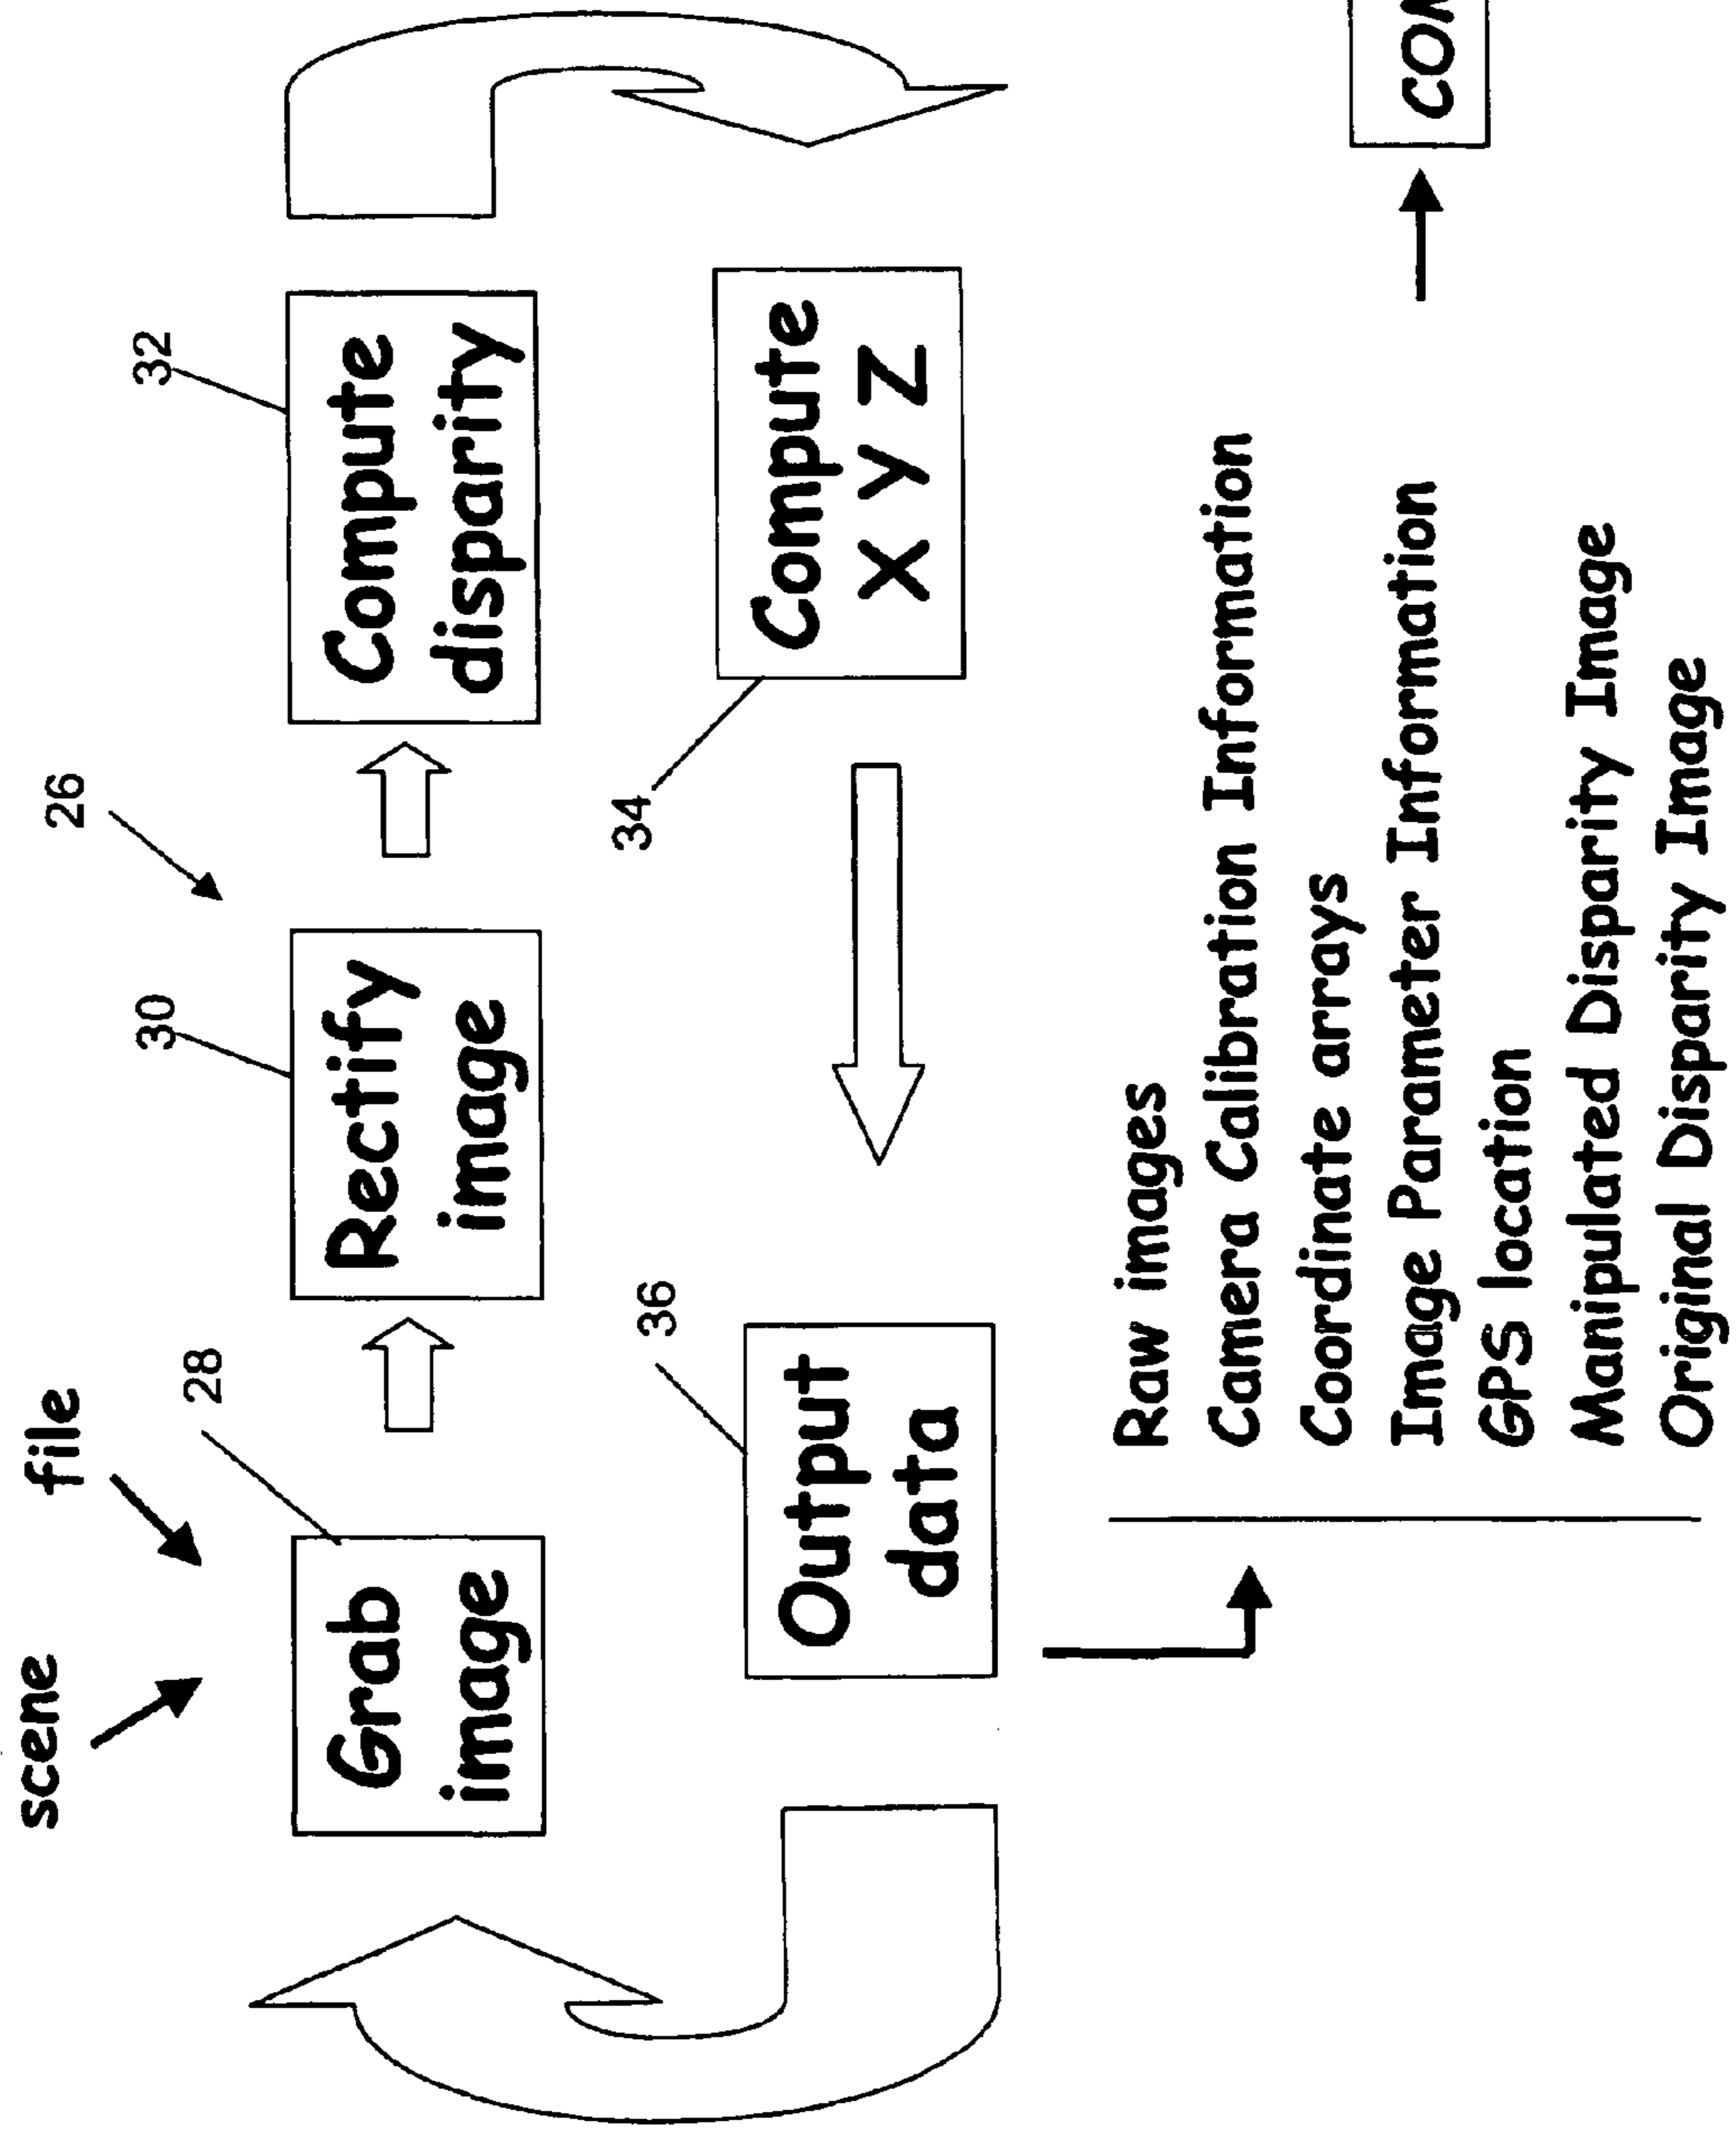 scene
file
28
30
26
32
Grab
image
Rectify
image
Compute
disparity
36
34
Output
data
Compute
X Y Z
Raw images
Camera Calibration Information
Coordinate arrays
Image Parameter Information
GPS location
Manipulated Disparity Image
Original Disparity Image